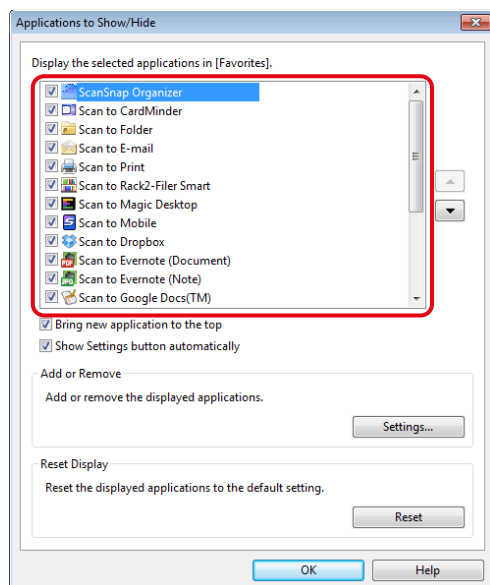 Applications to Show/Hide
Display the selected applications in [Favorites].
ScanSnap Organizer
Scan to CardMinder
Scan to Folder
Scan to E-mail
Scan to Print
Scan to Rack2-Filer Smart
Scan to Magic Desktop
Scan to Mobile
Scan to Dropbox
Scan to Evernote (Document)
Scan to Evernote (Note)
Scan to Google Docs(TM)
Bring new application to the top
Show Settings button automatically
Add or Remove
Add or remove the displayed applications.
Settings...
Reset Display
Reset the displayed applications to the default setting.
Reset
OK
Help